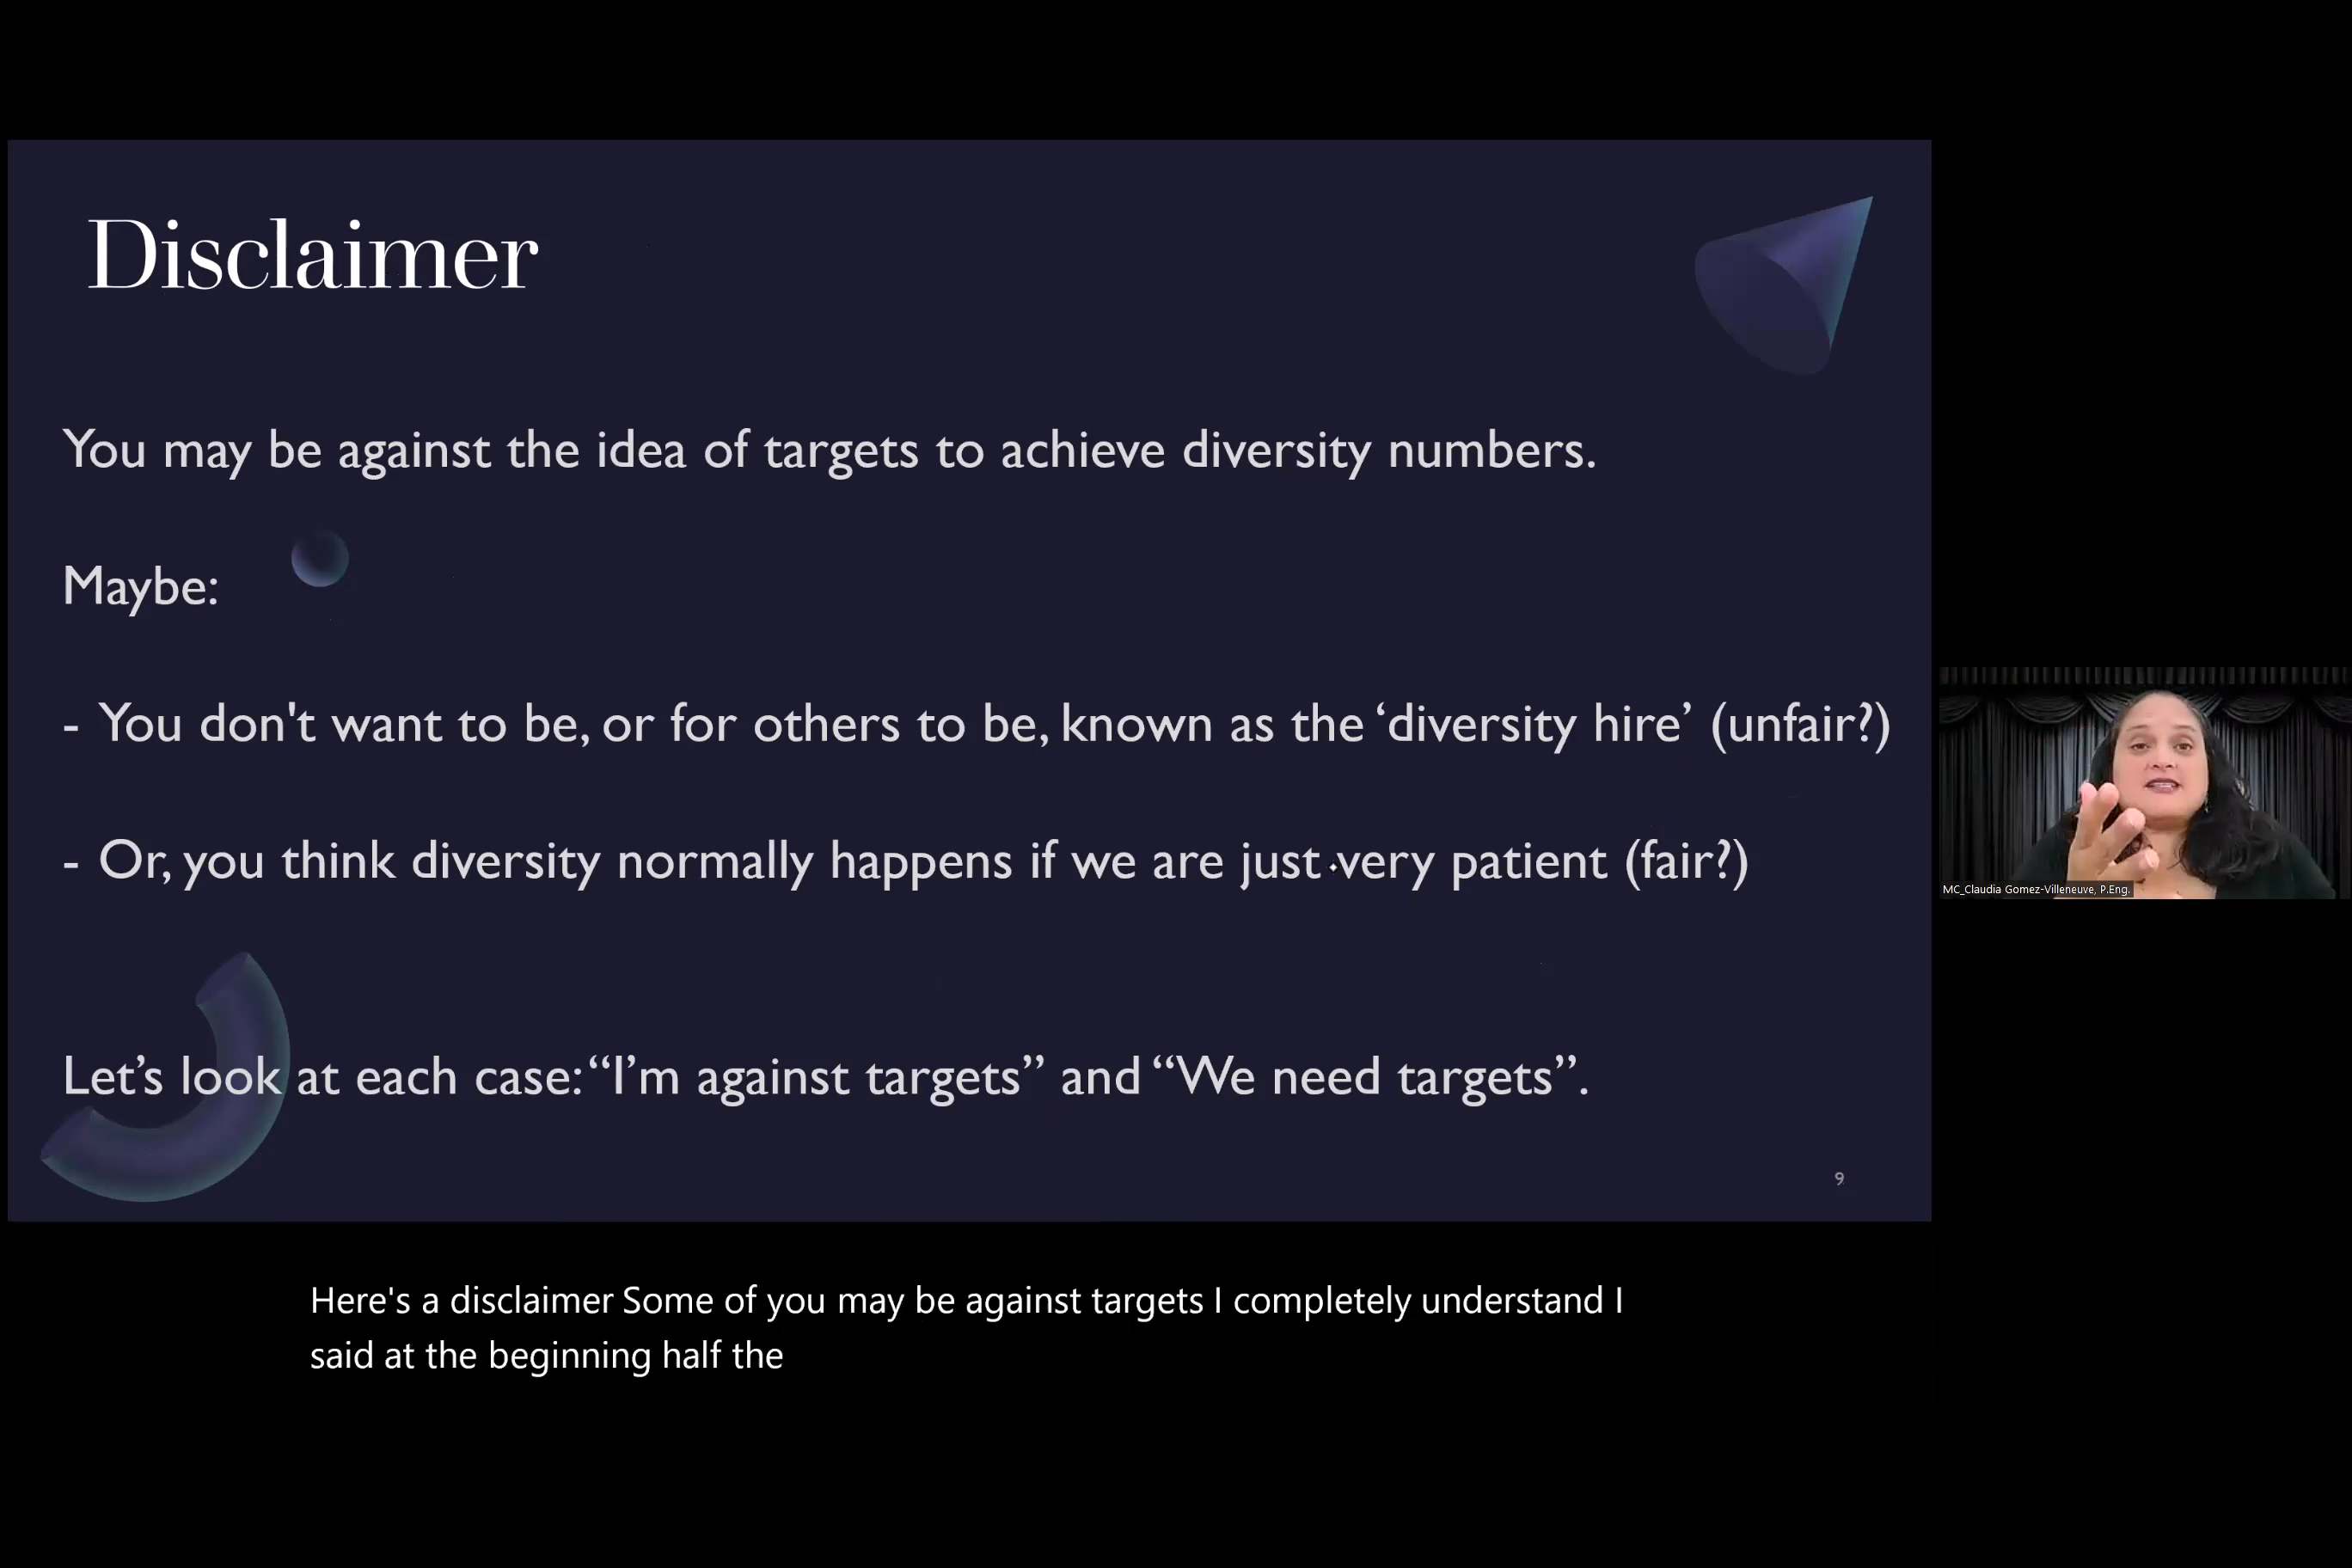 Disclaimer
You may be against the idea of targets to achieve diversity numbers.
Maybe:
- You don't want to be, or for others to be, known as the ‘diversity hire’ (unfair?)
- Or, you think diversity normally happens if we are just very patient (fair?)
Let’s look at each case: “I’m against targets” and “We need targets”.
9
MC_Claudia Gomez-Villeneuve, P.Eng.
Here's a disclaimer Some of you may be against targets I completely understand I
said at the beginning half the